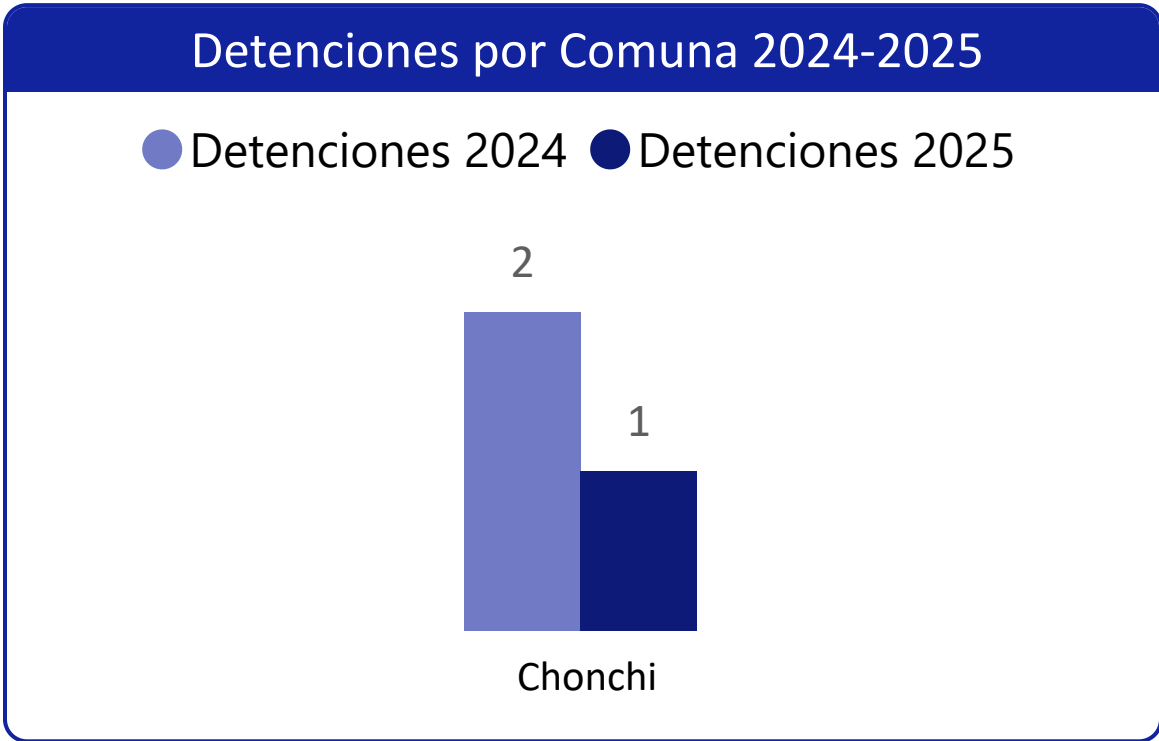 Detenciones por Comuna 2024-2025
Detenciones 2024 Detenciones 2025
2
1
Chonchi